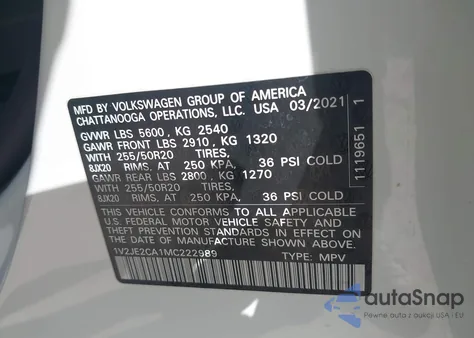 MFD BY VOLKSWAGEN GROUP OF AMERICA
CHATTANOOGA OPERATIONS, LLC. USA 03/2021
GVWR LBS 5600, KG 2540
GAWR FRONT LBS 2910, KG 1320
WITH 255/50R20 TIRES,
8JX20 RIMS, AT 250 KPA/ 36 PSI COLD
GAWR REAR LBS 2800, KG 1270
WITH 255/50R20 TIRES,
8JX20 RIMS, AT 250 KPA/ 36 PSI COLD
THIS VEHICLE CONFORMS TO ALL APPLICABLE
U.S. FEDERAL MOTOR VEHICLE SAFETY AND
THEFT PREVENTION STANDARDS IN EFFECT
ON THE DATE OF MANUFACTURE SHOWN ABOVE.
1V2JE2CA1MC222989
TYPE: MPV
1119651 1
autoSnap
Pewne auto z USA i EU